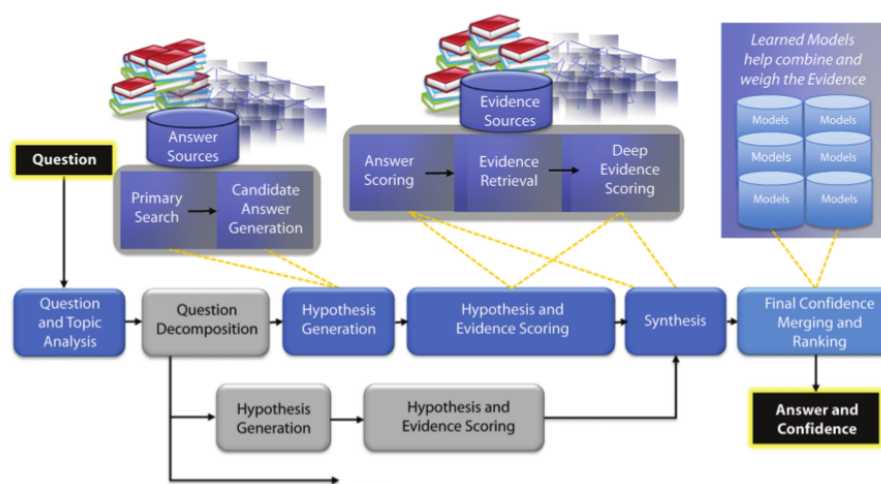 Learned Models
help combine and
weigh the Evidence
Models
Models
Models
Models
Models
Models
Answer
Sources
Evidence
Sources
Question
Primary
Search
Candidate
Answer
Generation
Answer
Scoring
Evidence
Retrieval
Deep
Evidence
Scoring
Question
and Topic
Analysis
Question
Decomposition
Hypothesis
Generation
Hypothesis and
Evidence Scoring
Synthesis
Final Confidence
Merging and
Ranking
Hypothesis
Generation
Hypothesis and
Evidence Scoring
Answer and
Confidence